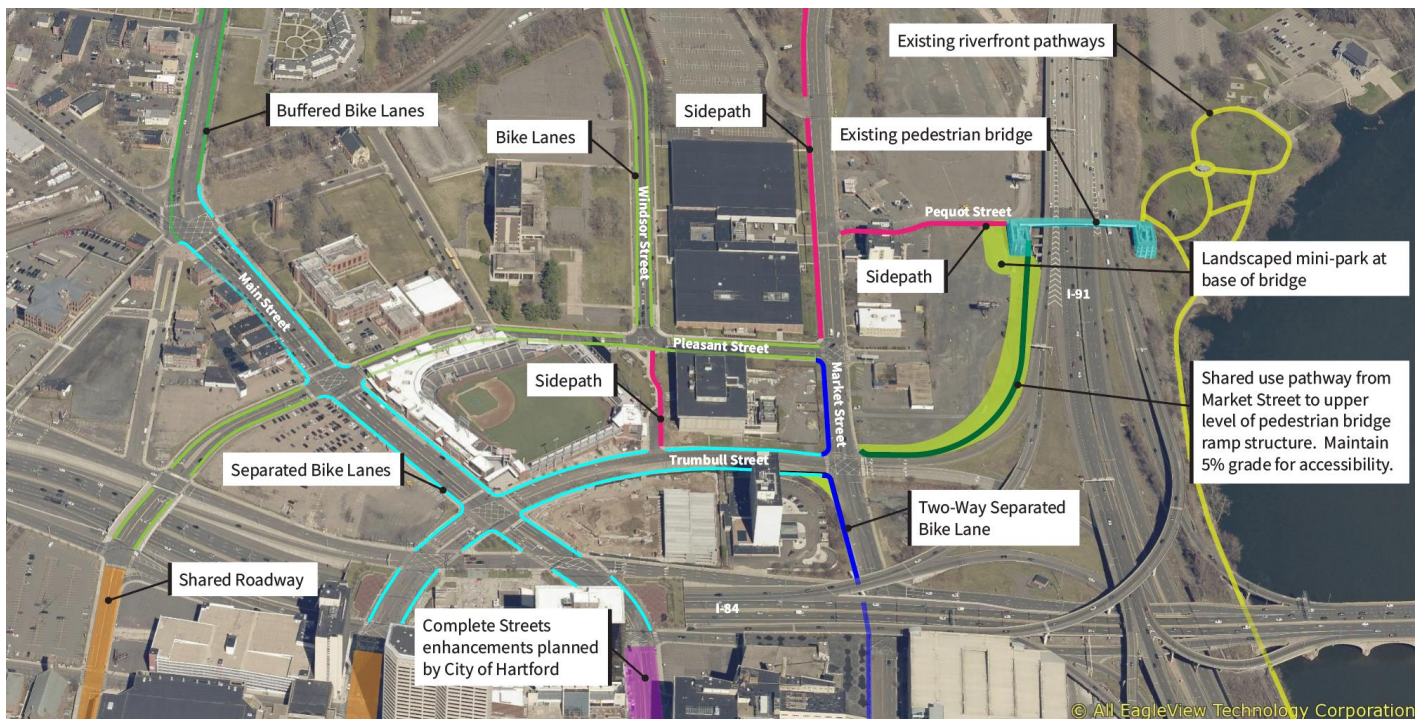 Existing riverfront pathways
Buffered Bike Lanes
Sidepath
Bike Lanes
Existing pedestrian bridge
Windsor Street
Pequot Street
Sidepath
Landscaped mini-park at
base of bridge
Main Street
I-91
Pleasant Street
Sidepath
Market Street
Shared use pathway from
Market Street to upper
level of pedestrian bridge
ramp structure. Maintain
5% grade for accessibility.
Separated Bike Lanes
Trumbull Street
Two-Way Separated
Bike Lane
Shared Roadway
I-84
Complete Streets
enhancements planned
by City of Hartford
© All EagleView Technology Corporation